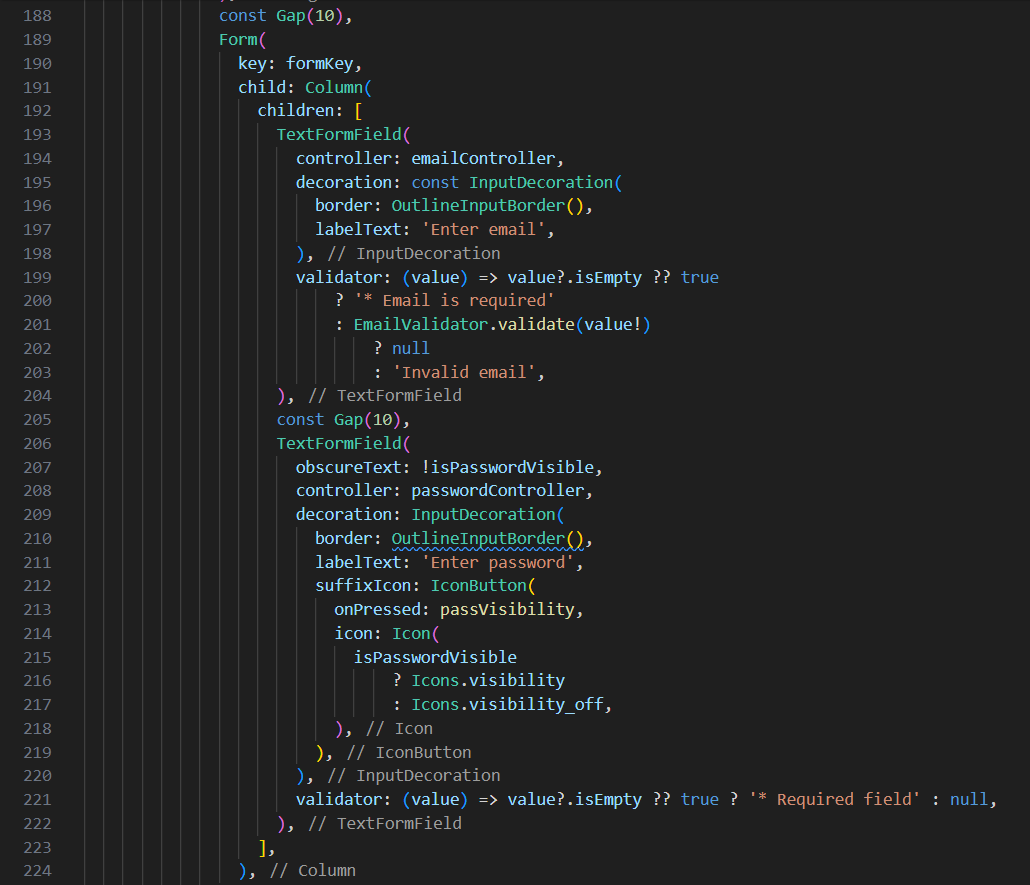 188 const Gap(10),
189 Form(
190 key: formKey,
191 child: Column(
192 children: [
193 TextFormField(
194 controller: emailController,
195 decoration: const InputDecoration(
196 border: OutlineInputBorder(),
197 labelText: 'Enter email',
198 ), // InputDecoration
199 validator: (value) => value?.isEmpty ?? true
200 ? '* Email is required'
201 : EmailValidator.validate(value!)
202 ? null
203 : 'Invalid email',
204 ), // TextFormField
205 const Gap(10),
206 TextFormField(
207 obscureText: !isPasswordVisible,
208 controller: passwordController,
209 decoration: InputDecoration(
210 border: OutlineInputBorder(),
211 labelText: 'Enter password',
212 suffixIcon: IconButton(
213 onPressed: passVisibility,
214 icon: Icon(
215 isPasswordVisible
216 ? Icons.visibility
217 : Icons.visibility_off,
218 ), // Icon
219 ), // IconButton
220 ), // InputDecoration
221 validator: (value) => value?.isEmpty ?? true ? '* Required field' : null,
222 ), // TextFormField
223 ],
224 ), // Column